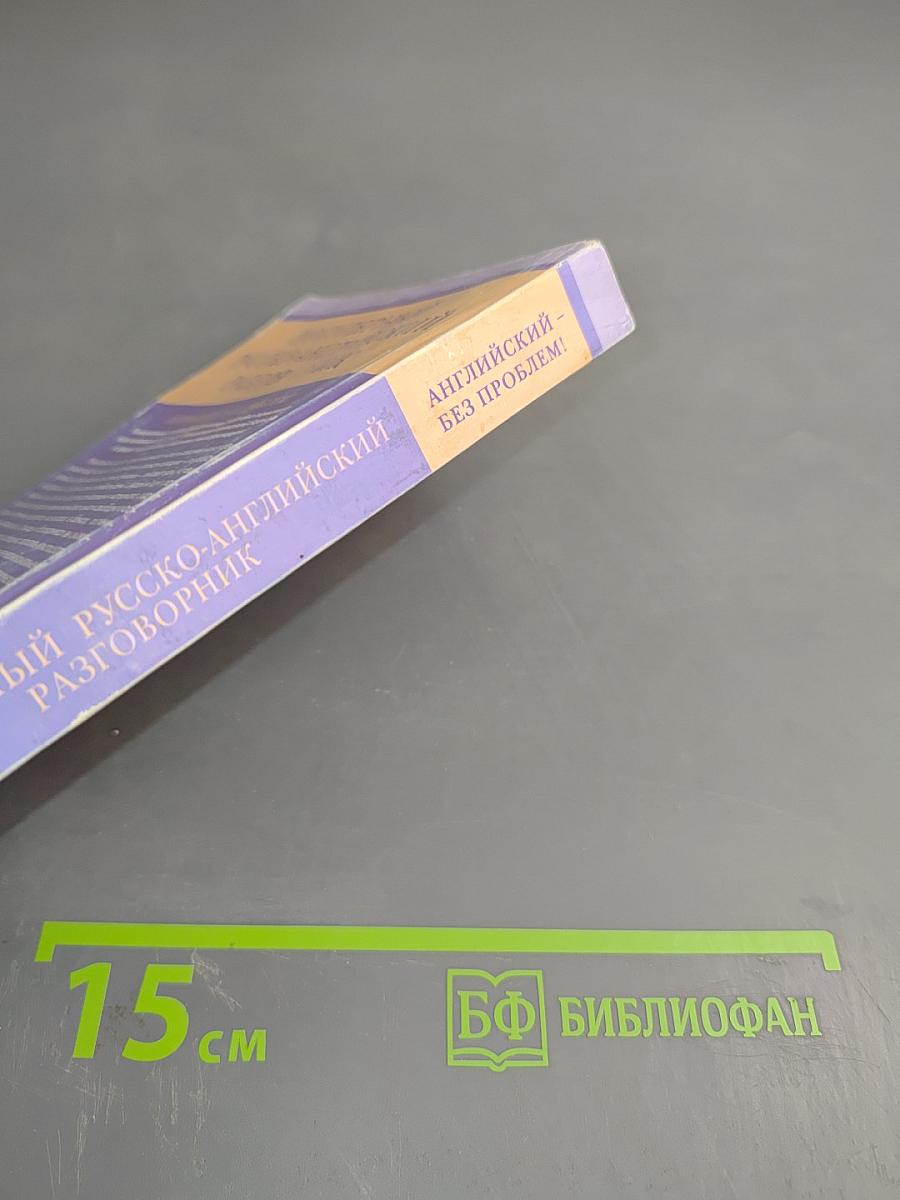 АНГЛИЙСКИЙ –
БЕЗ ПРОБЛЕМ!
РУССКО-АНГЛИЙСКИЙ
РАЗГОВОРНИК
15 см
БФ БИБЛИОФАН